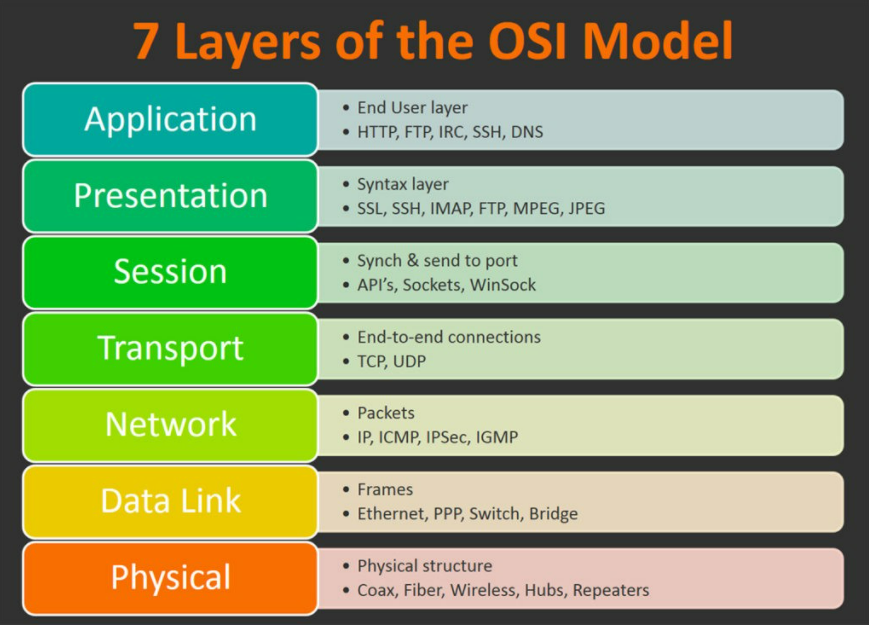 7 Layers of the OSI Model
Application
• End User layer
• HTTP, FTP, IRC, SSH, DNS
Presentation
• Syntax layer
• SSL, SSH, IMAP, FTP, MPEG, JPEG
Session
• Synch & send to port
• API’s, Sockets, WinSock
Transport
• End-to-end connections
• TCP, UDP
Network
• Packets
• IP, ICMP, IPSec, IGMP
Data Link
• Frames
• Ethernet, PPP, Switch, Bridge
Physical
• Physical structure
• Coax, Fiber, Wireless, Hubs, Repeaters